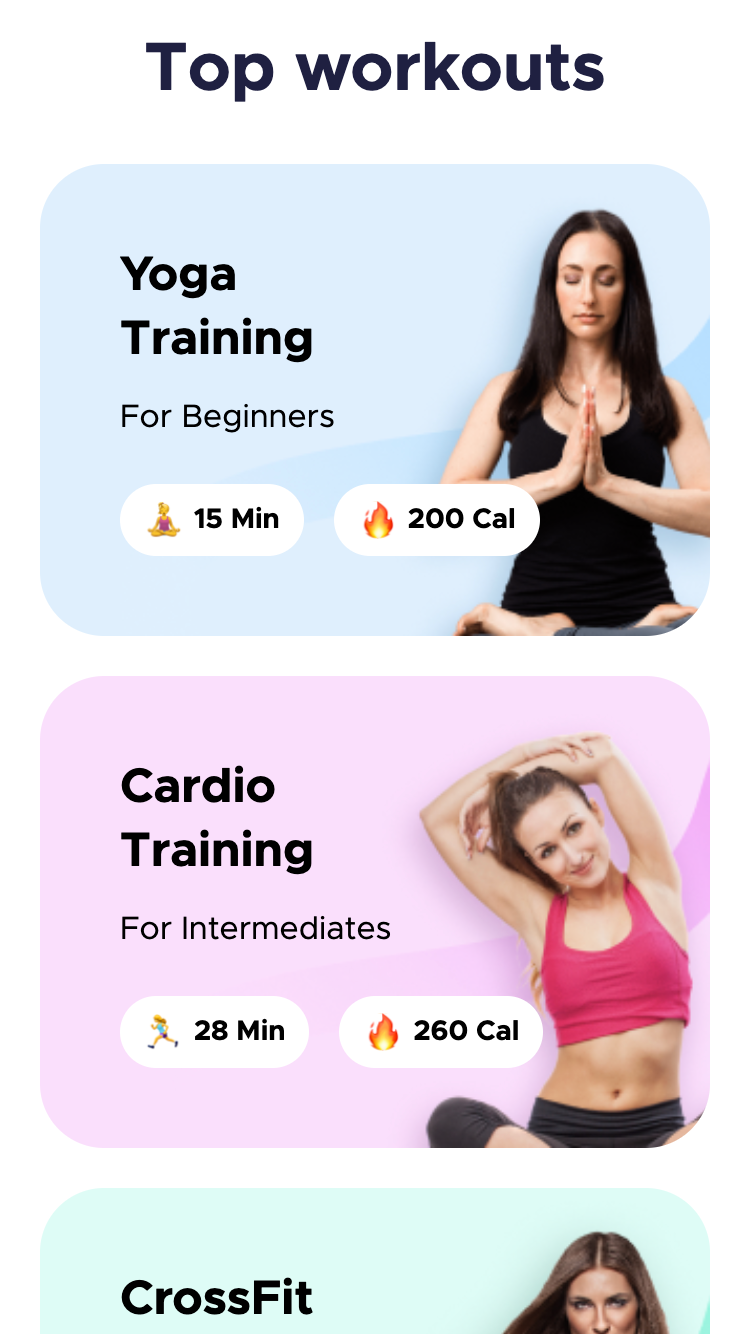 Top workouts
Yoga
Training
For Beginners
15 Min
200 Cal
Cardio
Training
For Intermediates
28 Min
260 Cal
CrossFit